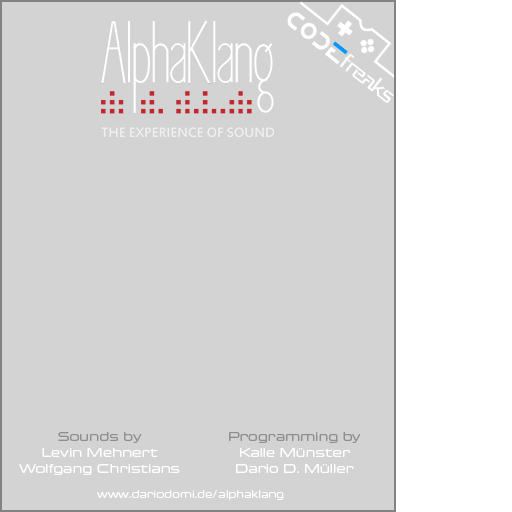 AlphaKlang
THE EXPERIENCE OF SOUND
CODEfreaks
Sounds by
Levin Mehnert
Wolfgang Christians
Programming by
Kalle Münster
Dario D. Müller
www.dariodomi.de/alphaklang